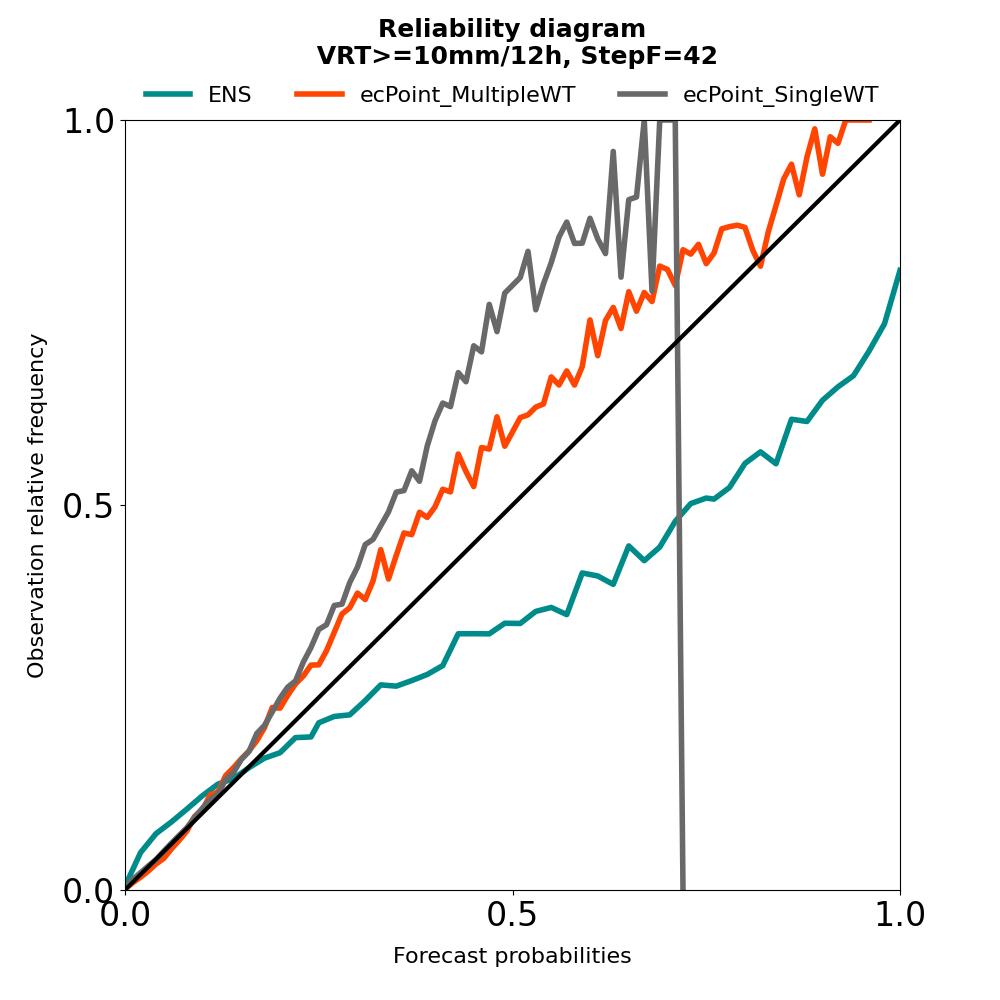 Reliability diagram
VRT>=10mm/12h, StepF=42
ENS ecPoint_MultipleWT ecPoint_SingleWT
1.0
0.5
0.0
Observation relative frequency
0.0 0.5 1.0
Forecast probabilities